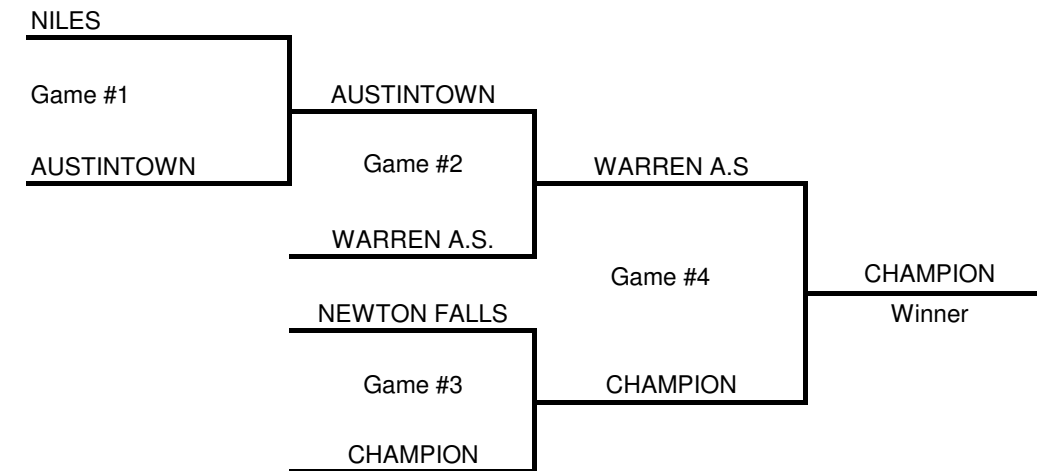 NILES
Game #1
AUSTINTOWN
AUSTINTOWN
Game #2
WARREN A.S
WARREN A.S.
Game #4
CHAMPION
Winner
NEWTON FALLS
Game #3
CHAMPION
CHAMPION